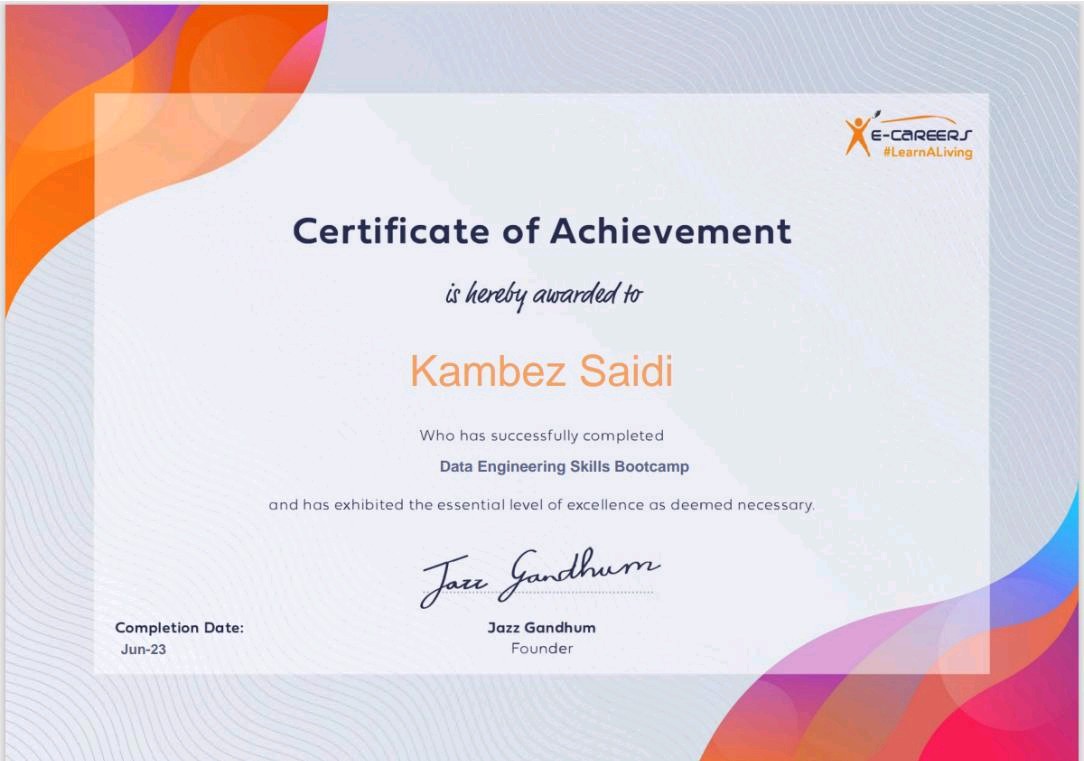 E-CAREERS
#LearnALiving
Certificate of Achievement
is hereby awarded to
Kambez Saidi
Who has successfully completed
Data Engineering Skills Bootcamp
and has exhibited the essential level of excellence as deemed necessary.
Jazz Gandhum
Completion Date:
Jun-23
Jazz Gandhum
Founder